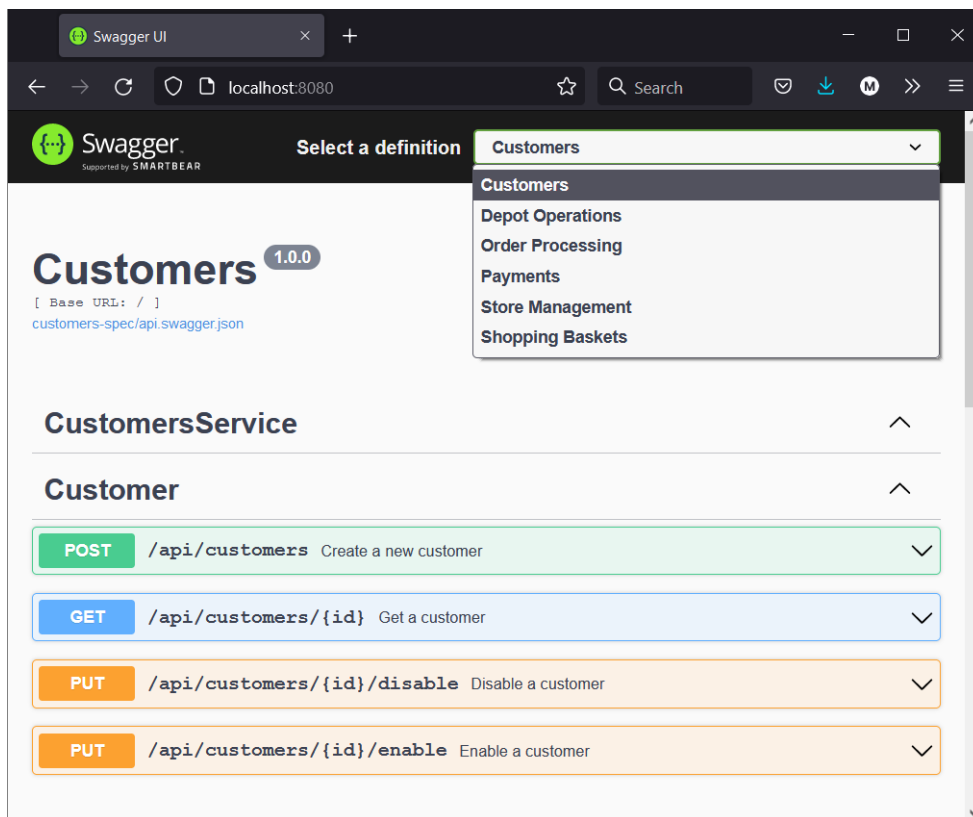 Swagger UI
localhost:8080
Search
M
Swagger.
Supported by SMARTBEAR
Select a definition
Customers
Customers
Depot Operations
Order Processing
Payments
Store Management
Shopping Baskets
Customers 1.0.0
[ Base URL: / ]
customers-spec/api.swagger.json
CustomersService
Customer
POST /api/customers Create a new customer
GET /api/customers/{id} Get a customer
PUT /api/customers/{id}/disable Disable a customer
PUT /api/customers/{id}/enable Enable a customer